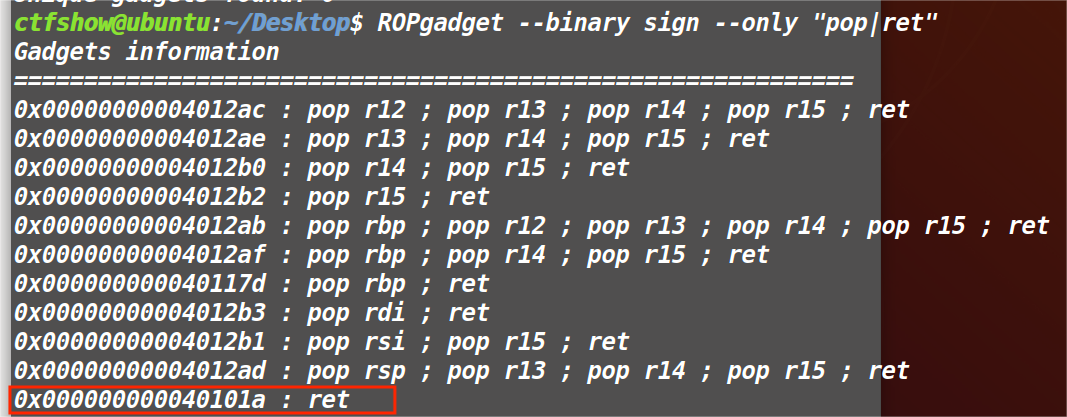 ctfshow@ubuntu:~/Desktop$ ROPgadget --binary sign --only "pop|ret"
Gadgets information
============================================================
0x00000000004012ac : pop r12 ; pop r13 ; pop r14 ; pop r15 ; ret
0x00000000004012ae : pop r13 ; pop r14 ; pop r15 ; ret
0x00000000004012b0 : pop r14 ; pop r15 ; ret
0x00000000004012b2 : pop r15 ; ret
0x00000000004012ab : pop rbp ; pop r12 ; pop r13 ; pop r14 ; pop r15 ; ret
0x00000000004012af : pop rbp ; pop r14 ; pop r15 ; ret
0x000000000040117d : pop rbp ; ret
0x00000000004012b3 : pop rdi ; ret
0x00000000004012b1 : pop rsi ; pop r15 ; ret
0x00000000004012ad : pop rsp ; pop r13 ; pop r14 ; pop r15 ; ret
0x000000000040101a : ret